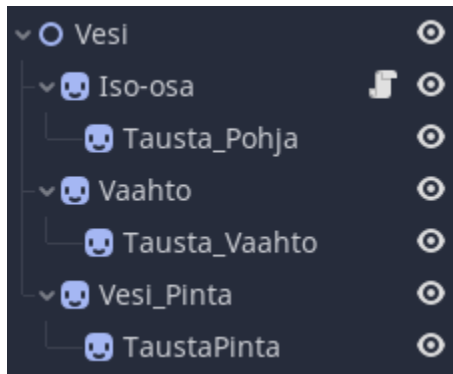 Vesi
Iso-osa
Tausta_Pohja
Vaahto
Tausta_Vaahto
Vesi_Pinta
TaustaPinta